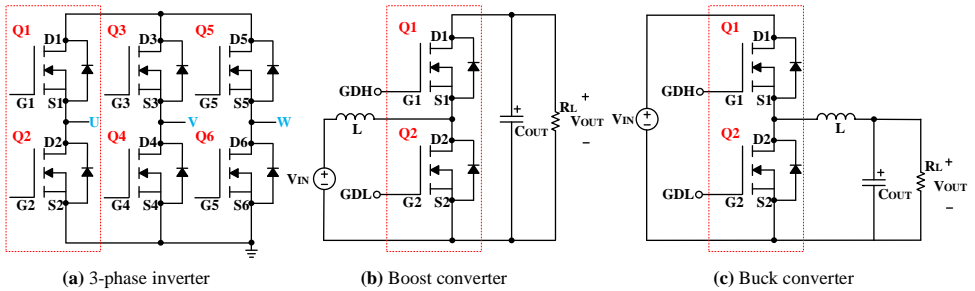 Q1 D1 Q3 D3 Q5 D5
G1 S1 G3 S3 G5 S5
U V W
Q2 D2 Q4 D4 Q6 D6
G2 S2 G4 S4 G5 S6
(a) 3-phase inverter
Q1
D1
GDH
G1 S1
L
COUT
RL
+
VOUT
−
+
Q2
D2
VIN
+
−
GDL
G2 S2
(b) Boost converter
Q1
D1
GDH
G1 S1
VIN
+
−
L
Q2
D2
GDL
G2 S2
+
COUT
RL
+
VOUT
−
(c) Buck converter